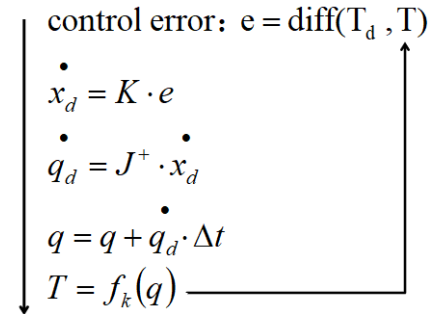 control error: e = diff(T_d , T)
ẋ_d = K · e
q̇_d = J⁺ · ẋ_d
q = q + q̇_d · Δt
T = f_k(q)